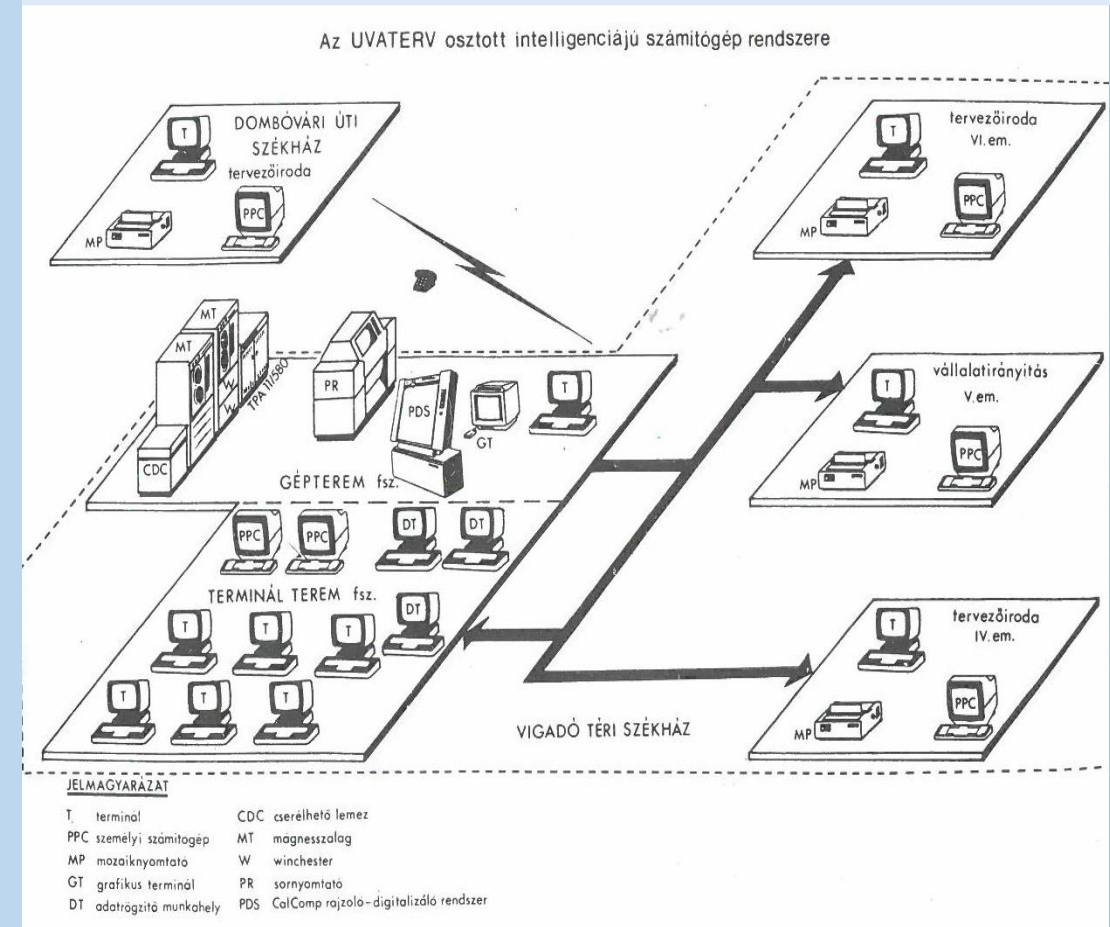 Az UVATERV osztott intelligenciájú számitógép rendszere
T
DOMBÓVÁRI ÚTI
SZÉKHÁZ
tervezőiroda
PPC
MP
T
tervezőiroda
VI. em.
PPC
MP
MT
MT
W
W
TPA 11/580
CDC
PR
PDS
GT
T
GÉPTEREM fsz.
T
vállalatirányitás
V. em.
PPC
MP
PPC
PPC
DT
DT
TERMINÁL TEREM fsz.
DT
T
T
T
T
T
T
T
tervezőiroda
IV. em.
PPC
MP
VIGADÓ TÉRI SZÉKHÁZ
JELMAGYARÁZAT
T terminál
PPC személyi számitogép
MP mozaiknyomtató
GT grafikus terminál
DT adatrögzitő munkahely
CDC cserélhető lemez
MT mágnesszalag
W winchester
PR sornyomtató
PDS CalComp rajzoló-digitalizáló rendszer